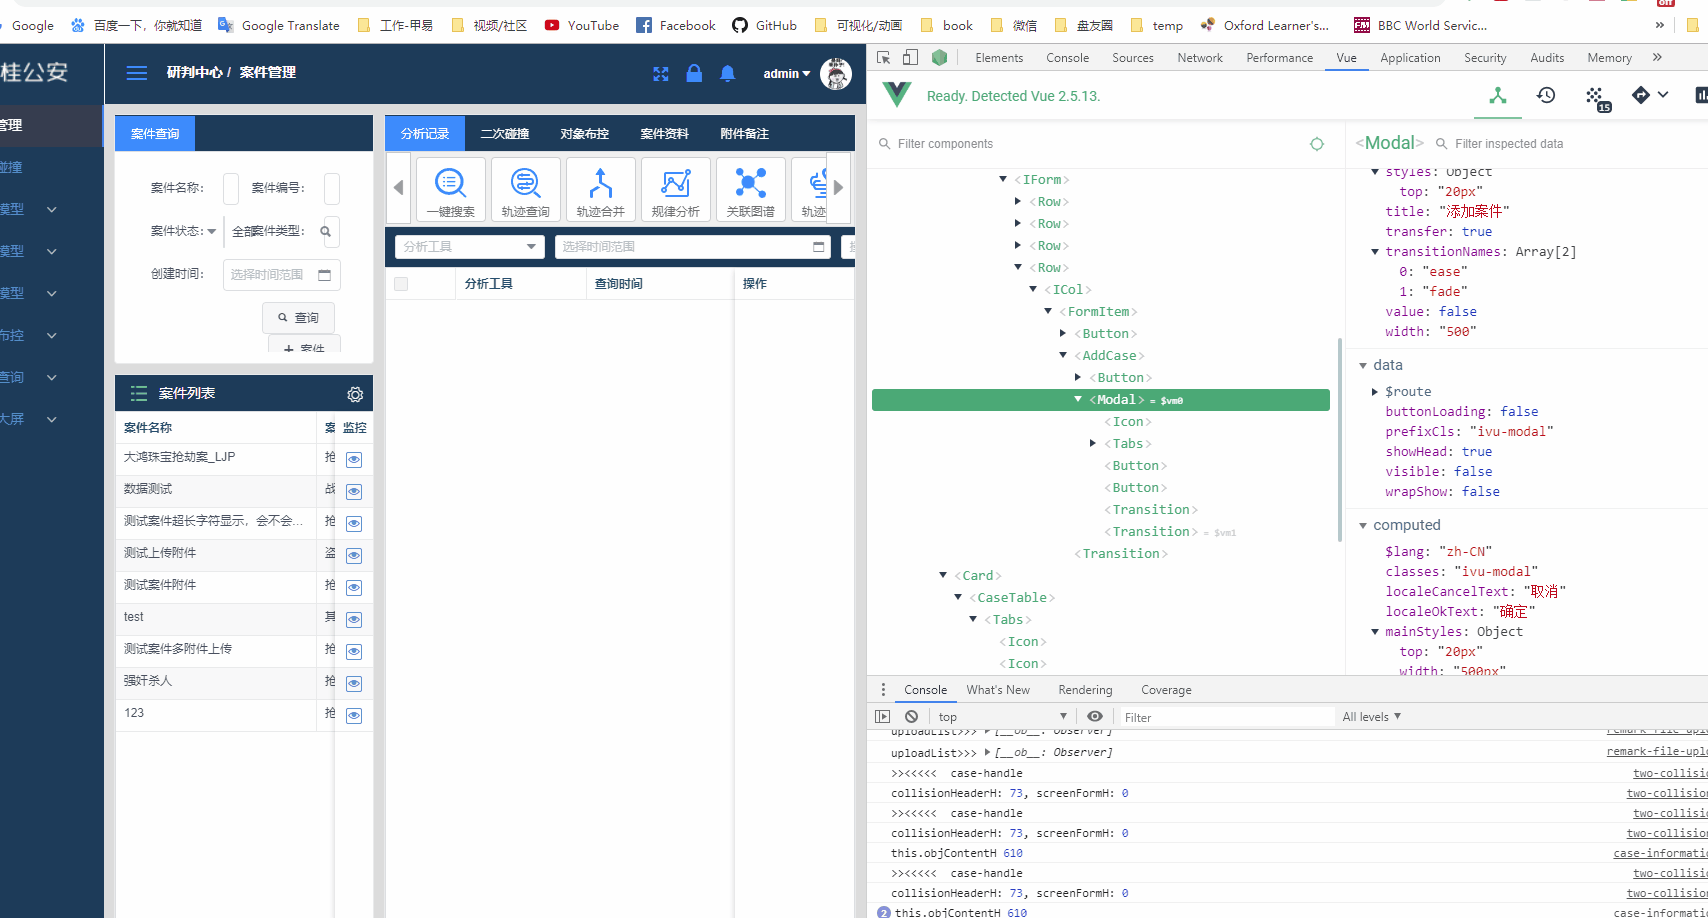 Google 百度一下，你就知道 Google Translate 工作-甲易 视频/社区 YouTube Facebook GitHub 可视化/动画 book 微信 盘友圈 temp Oxford Learner's... BBC World Servic... »
off
桂公安
研判中心 / 案件管理
admin
管理
碰撞
模型
模型
模型
布控
查询
大屏
案件查询
案件名称：
案件编号：
案件状态：
全部
案件类型：
创建时间：
选择时间范围
查询
+ 案件
案件列表
案件名称 案 监控
大鸿珠宝抢劫案_LJP 抢
数据测试 战
测试案件超长字符显示，会不会... 抢
测试上传附件 盗
测试案件附件 抢
test 其
测试案件多附件上传 抢
强奸杀人 抢
123 抢
分析记录 二次碰撞 对象布控 案件资料 附件备注
一键搜索 轨迹查询 轨迹合并 规律分析 关联图谱 轨迹
分析工具 选择时间范围
分析工具 查询时间 操作
Elements Console Sources Network Performance Vue Application Security Audits Memory »
Ready. Detected Vue 2.5.13.
15
Filter components
<IForm>
<Row>
<Row>
<Row>
<Row>
<ICol>
<FormItem>
<Button>
<AddCase>
<Button>
<Modal> = $vm0
<Icon>
<Tabs>
<Button>
<Button>
<Transition>
<Transition> = $vm1
<Transition>
<Card>
<CaseTable>
<Tabs>
<Icon>
<Icon>
<Modal> Filter inspected data
styles: Object
top: "20px"
title: "添加案件"
transfer: true
transitionNames: Array[2]
0: "ease"
1: "fade"
value: false
width: "500"
data
$route
buttonLoading: false
prefixCls: "ivu-modal"
showHead: true
visible: false
wrapShow: false
computed
$lang: "zh-CN"
classes: "ivu-modal"
localeCancelText: "取消"
localeOkText: "确定"
mainStyles: Object
top: "20px"
width: "500px"
Console What's New Rendering Coverage
top Filter All levels
uploadList>>> [__ob__: Observer] remark-file-uplo
uploadList>>> [__ob__: Observer] remark-file-uplo
>><<<<< case-handle two-collisio
collisionHeaderH: 73, screenFormH: 0 two-collision
>><<<<< case-handle two-collisio
collisionHeaderH: 73, screenFormH: 0 two-collision
this.objContentH 610 case-informatio
>><<<<< case-handle two-collisio
collisionHeaderH: 73, screenFormH: 0 two-collision
2 this.objContentH 610 case-informati